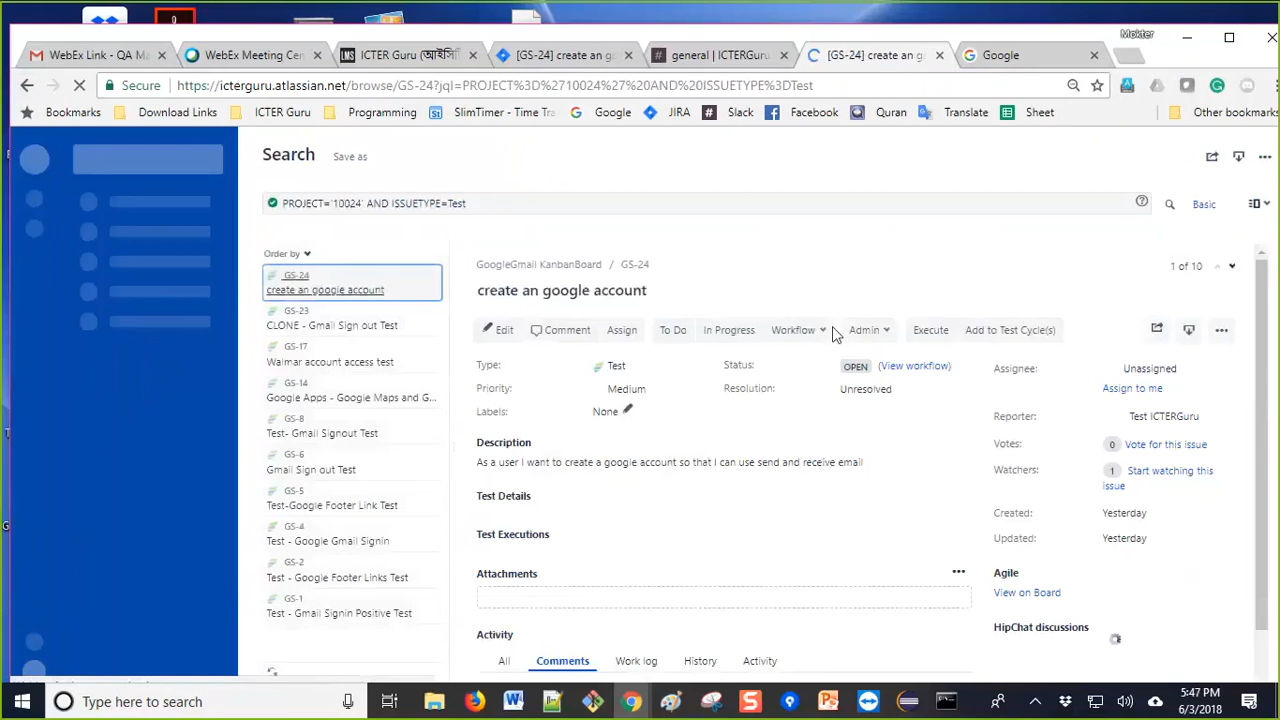 Mokter
WebEx Link - QA Ma
WebEx Meeting Cen
LMS ICTER Guru
[GS-24] create an g
general | ICTERGuru
[GS-24] create an g
Google
Secure
https://icterguru.atlassian.net/browse/GS-24?jql=PROJECT%3D%2710024%27%20AND%20ISSUETYPE%3DTest
Bookmarks
Download Links
ICTER Guru
Programming
St SlimTimer - Time Tra
Google
JIRA
Slack
Facebook
Quran
Translate
Sheet
Other bookmarks
Search
Save as
PROJECT='10024' AND ISSUETYPE=Test
Basic
Order by
GS-24
create an google account
GS-23
CLONE - Gmail Sign out Test
GS-17
Walmar account access test
GS-14
Google Apps - Google Maps and G...
GS-8
Test- Gmail Signout Test
GS-6
Gmail Sign out Test
GS-5
Test-Google Footer Link Test
GS-4
Test - Google Gmail Signin
GS-2
Test - Google Footer Links Test
GS-1
Test - Gmail Signin Positive Test
GoogleGmail KanbanBoard / GS-24
1 of 10
create an google account
Edit
Comment
Assign
To Do
In Progress
Workflow
Admin
Execute
Add to Test Cycle(s)
Type: Test
Status: OPEN (View workflow)
Priority: Medium
Resolution: Unresolved
Labels: None
Assignee: Unassigned
Assign to me
Reporter: Test ICTERGuru
Votes: 0 Vote for this issue
Watchers: 1 Start watching this
issue
Created: Yesterday
Updated: Yesterday
Description
As a user I want to create a google account so that I can use send and receive email
Test Details
Test Executions
Attachments
Activity
All
Comments
Work log
History
Activity
Agile
View on Board
HipChat discussions
Type here to search
5:47 PM
6/3/2018